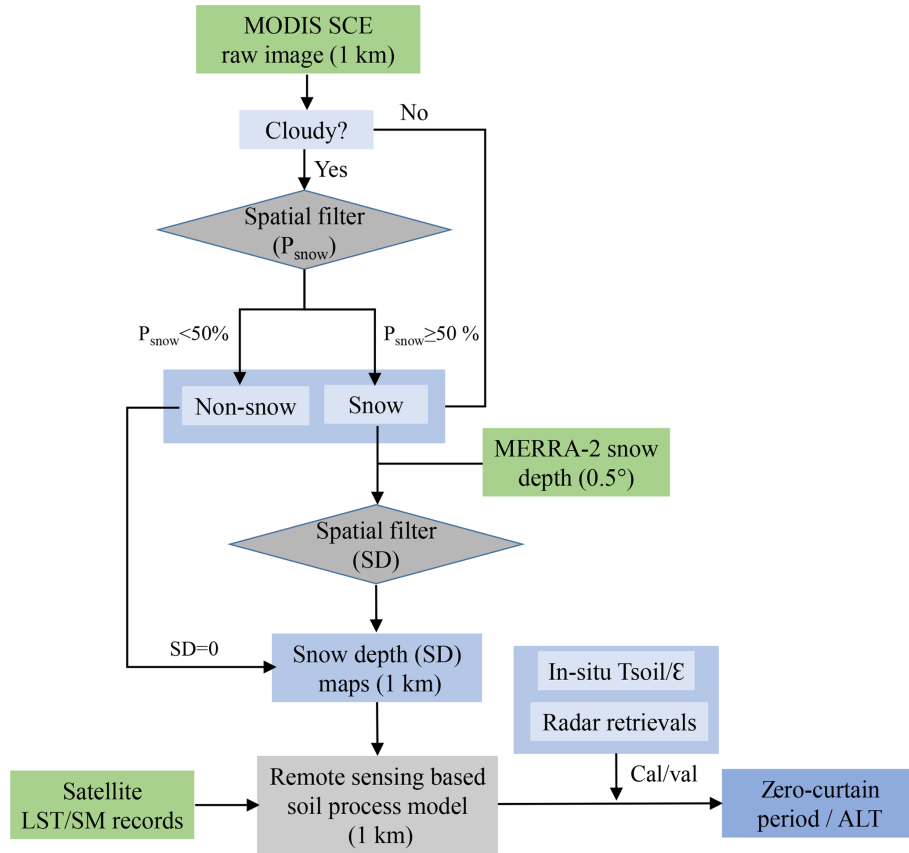 MODIS SCE
raw image (1 km)
Cloudy?
No
Yes
Spatial filter
(Psnow)
Psnow<50%
Psnow≥50 %
Non-snow
Snow
MERRA-2 snow
depth (0.5°)
Spatial filter
(SD)
SD=0
Snow depth (SD)
maps (1 km)
In-situ Tsoil/Ɛ
Radar retrievals
Cal/val
Satellite
LST/SM records
Remote sensing based
soil process model
(1 km)
Zero-curtain
period / ALT